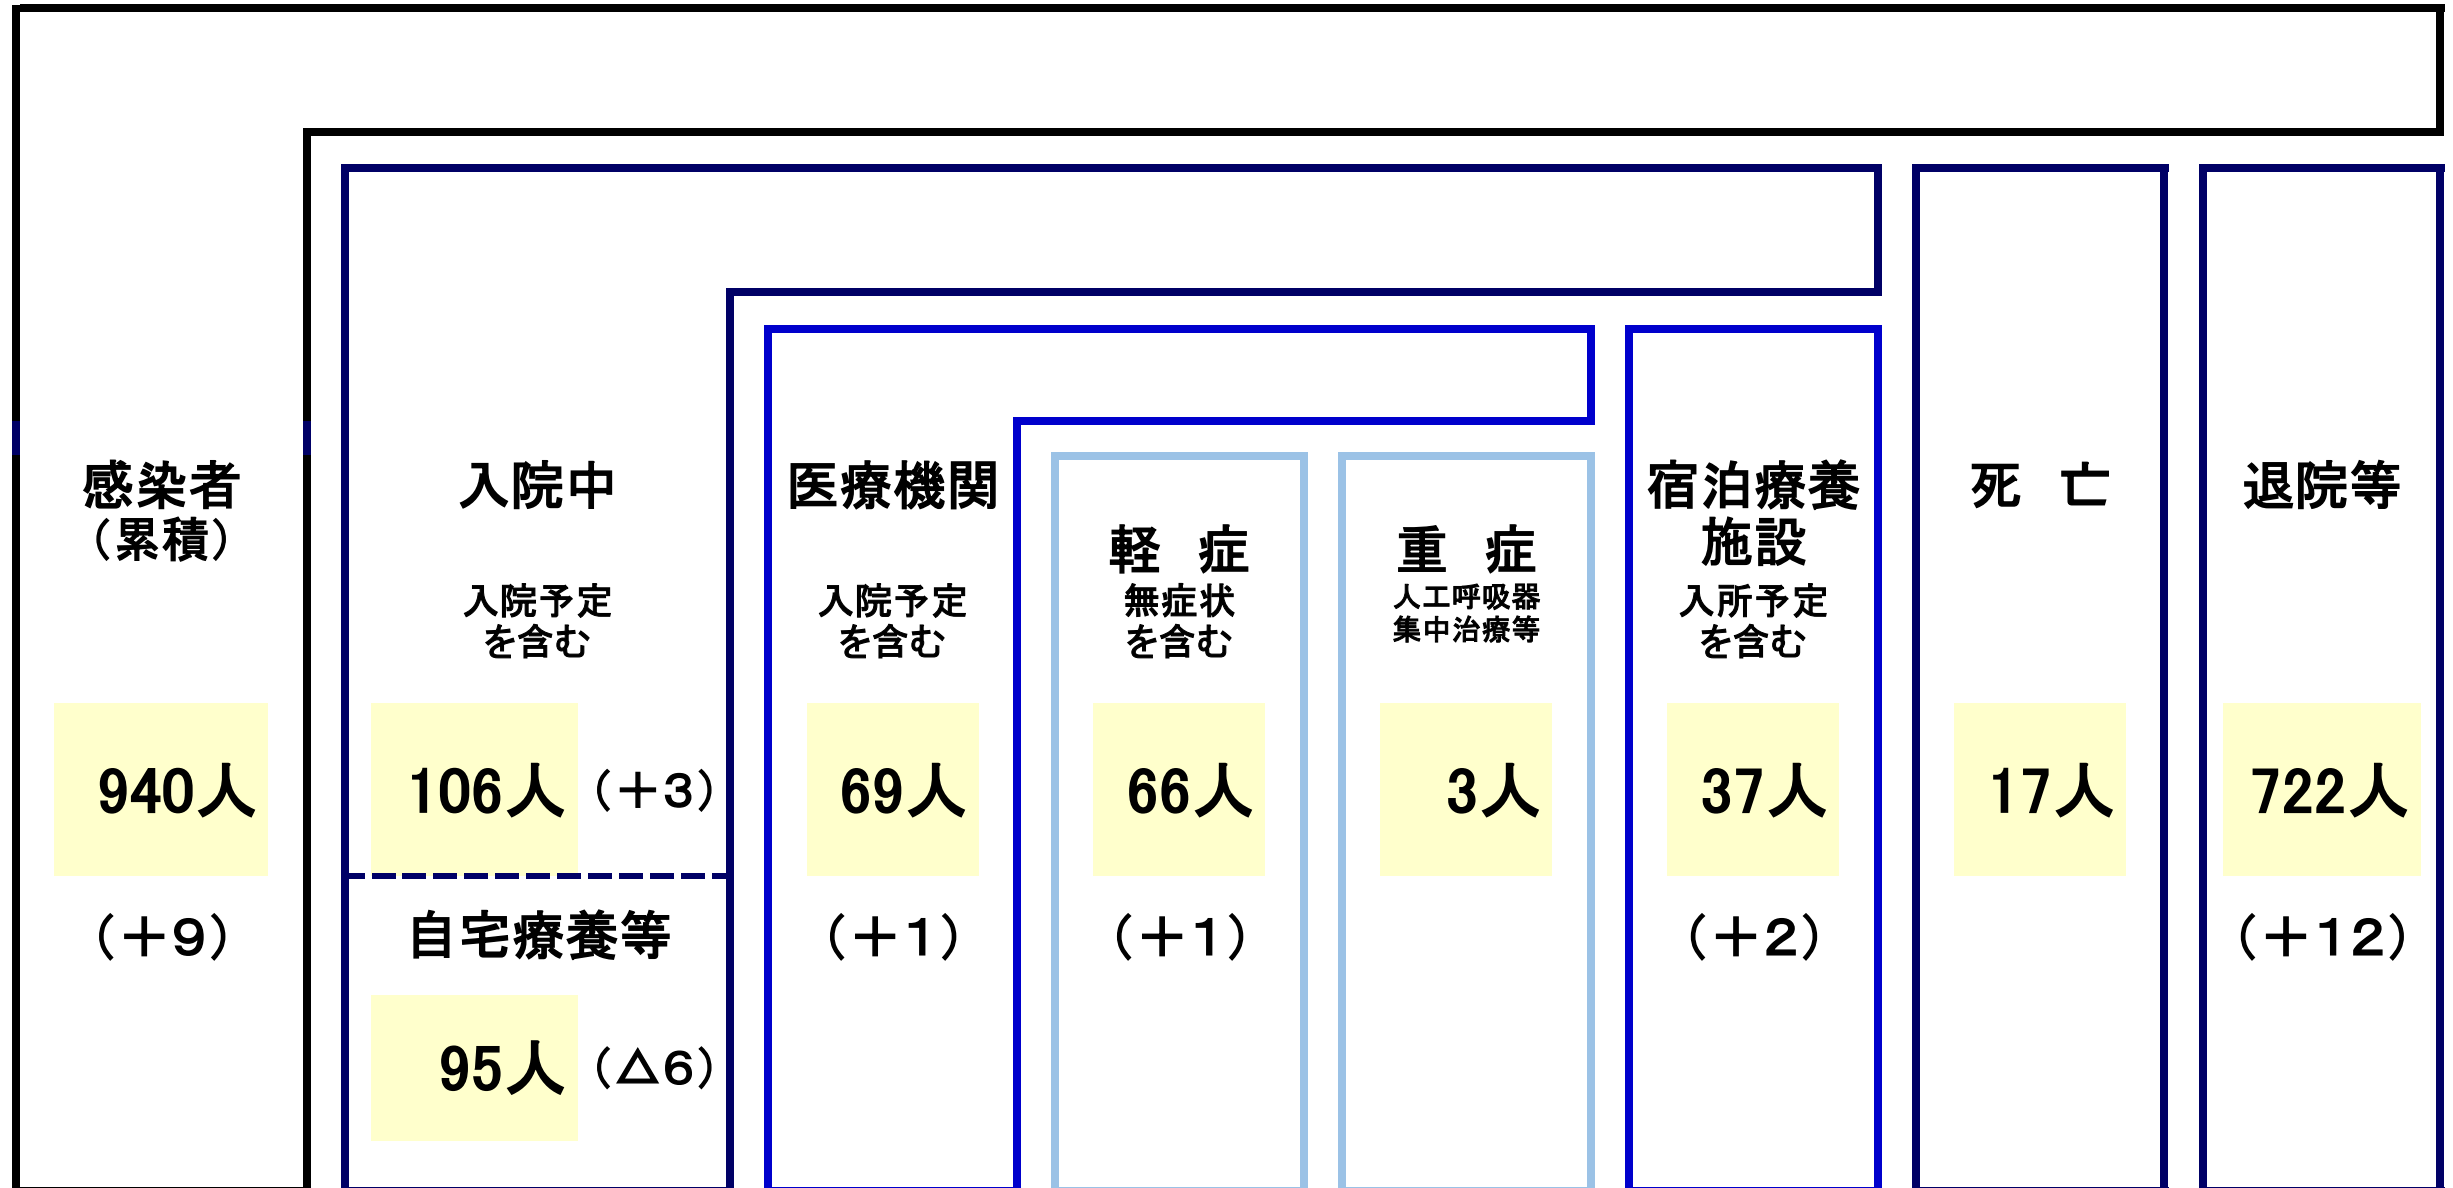 感染者
（累積）
940人
（＋9）
入院中
入院予定
を含む
106人（＋3）
自宅療養等
95人（△6）
医療機関
入院予定
を含む
69人
（＋1）
軽　症
無症状
を含む
66人
（＋1）
重　症
人工呼吸器
集中治療等
3人
宿泊療養
施設
入所予定
を含む
37人
（＋2）
死　亡
17人
退院等
722人
（＋12）